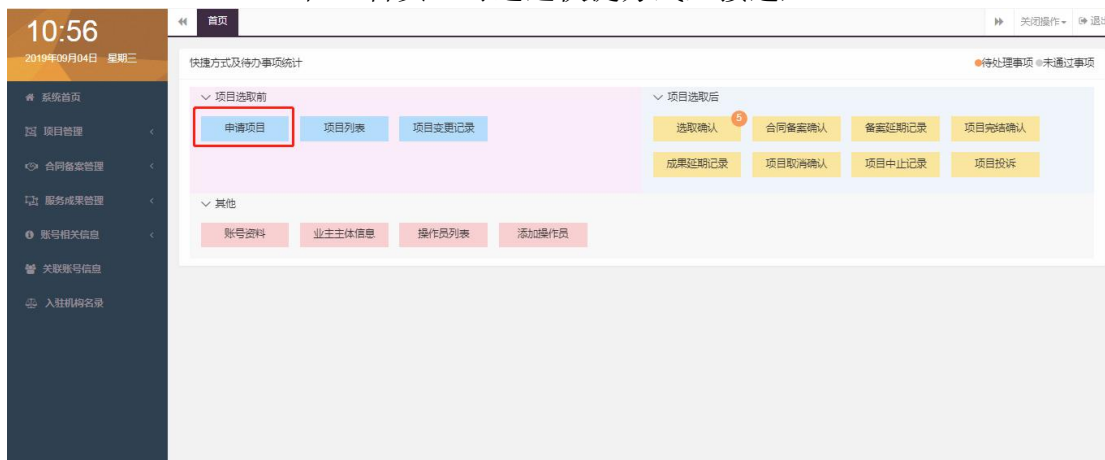 10:56
2019年09月04日 星期三
系统首页
项目管理
合同备案管理
服务成果管理
账号相关信息
关联账号信息
入驻机构名录
首页
关闭操作
快捷方式及待办事项统计
待处理事项 未通过事项
项目选取前
申请项目 项目列表 项目变更记录
项目选取后
选取确认 5 合同备案确认 备案延期记录 项目完结确认
成果延期记录 项目取消确认 项目中止记录 项目投诉
其他
账号资料 业主主体信息 操作员列表 添加操作员